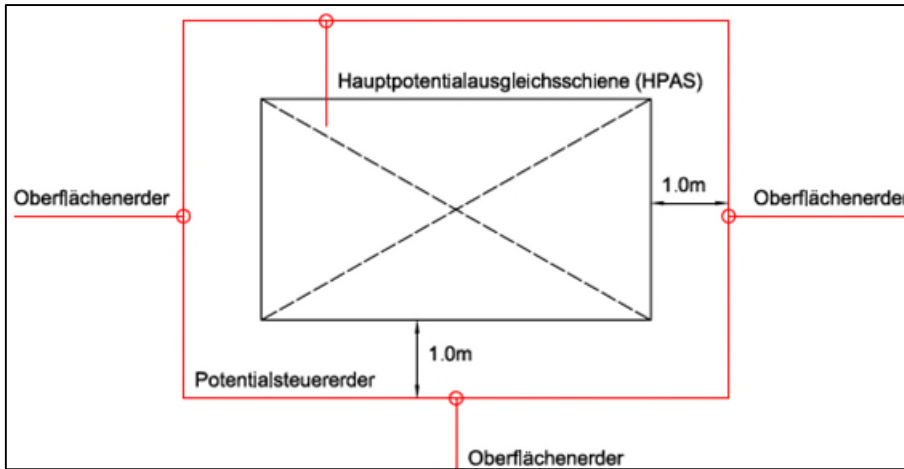 Hauptpotentialausgleichsschiene (HPAS)
Oberflächenerder
1.0m
Oberflächenerder
1.0m
Potentialsteuererder
Oberflächenerder